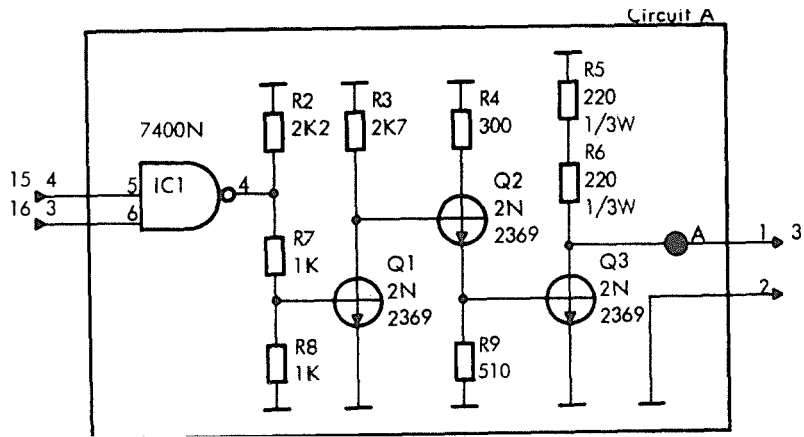 Circuit A
7400N
R2
2K2
R3
2K7
R4
300
R5
220
1/3W
R6
220
1/3W
15 4
5
IC1
4
16 3
6
R7
1K
Q1
2N
2369
Q2
2N
2369
Q3
2N
2369
A
1 3
2
R8
1K
R9
510